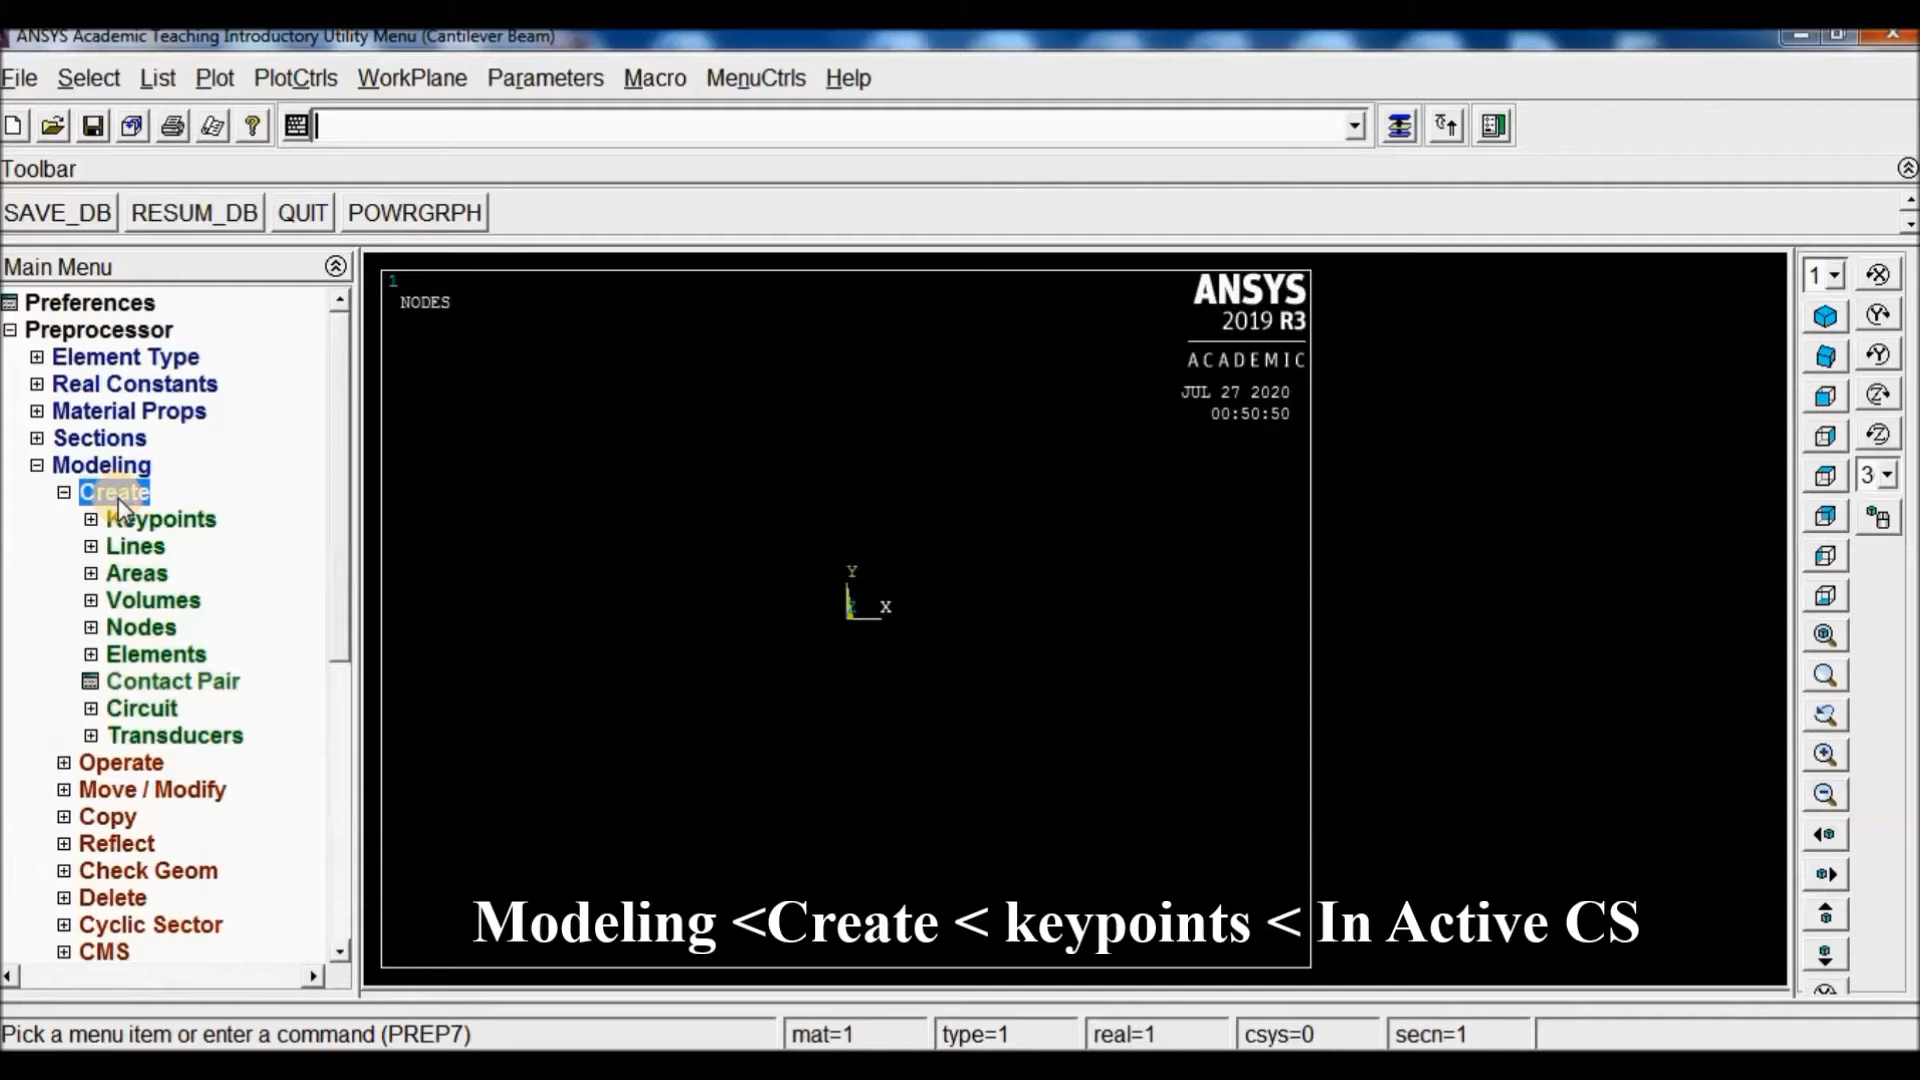 ANSYS Academic Teaching Introductory Utility Menu (Cantilever Beam)
File Select List Plot PlotCtrls WorkPlane Parameters Macro MenuCtrls Help
Toolbar
SAVE_DB RESUM_DB QUIT POWRGRPH
Main Menu
Preferences
Preprocessor
Element Type
Real Constants
Material Props
Sections
Modeling
Create
Keypoints
Lines
Areas
Volumes
Nodes
Elements
Contact Pair
Circuit
Transducers
Operate
Move / Modify
Copy
Reflect
Check Geom
Delete
Cyclic Sector
CMS
1
NODES
ANSYS
2019 R3
ACADEMIC
JUL 27 2020
00:50:50
Y
Z X
Modeling <Create < keypoints < In Active CS
1
3
Pick a menu item or enter a command (PREP7) mat=1 type=1 real=1 csys=0 secn=1